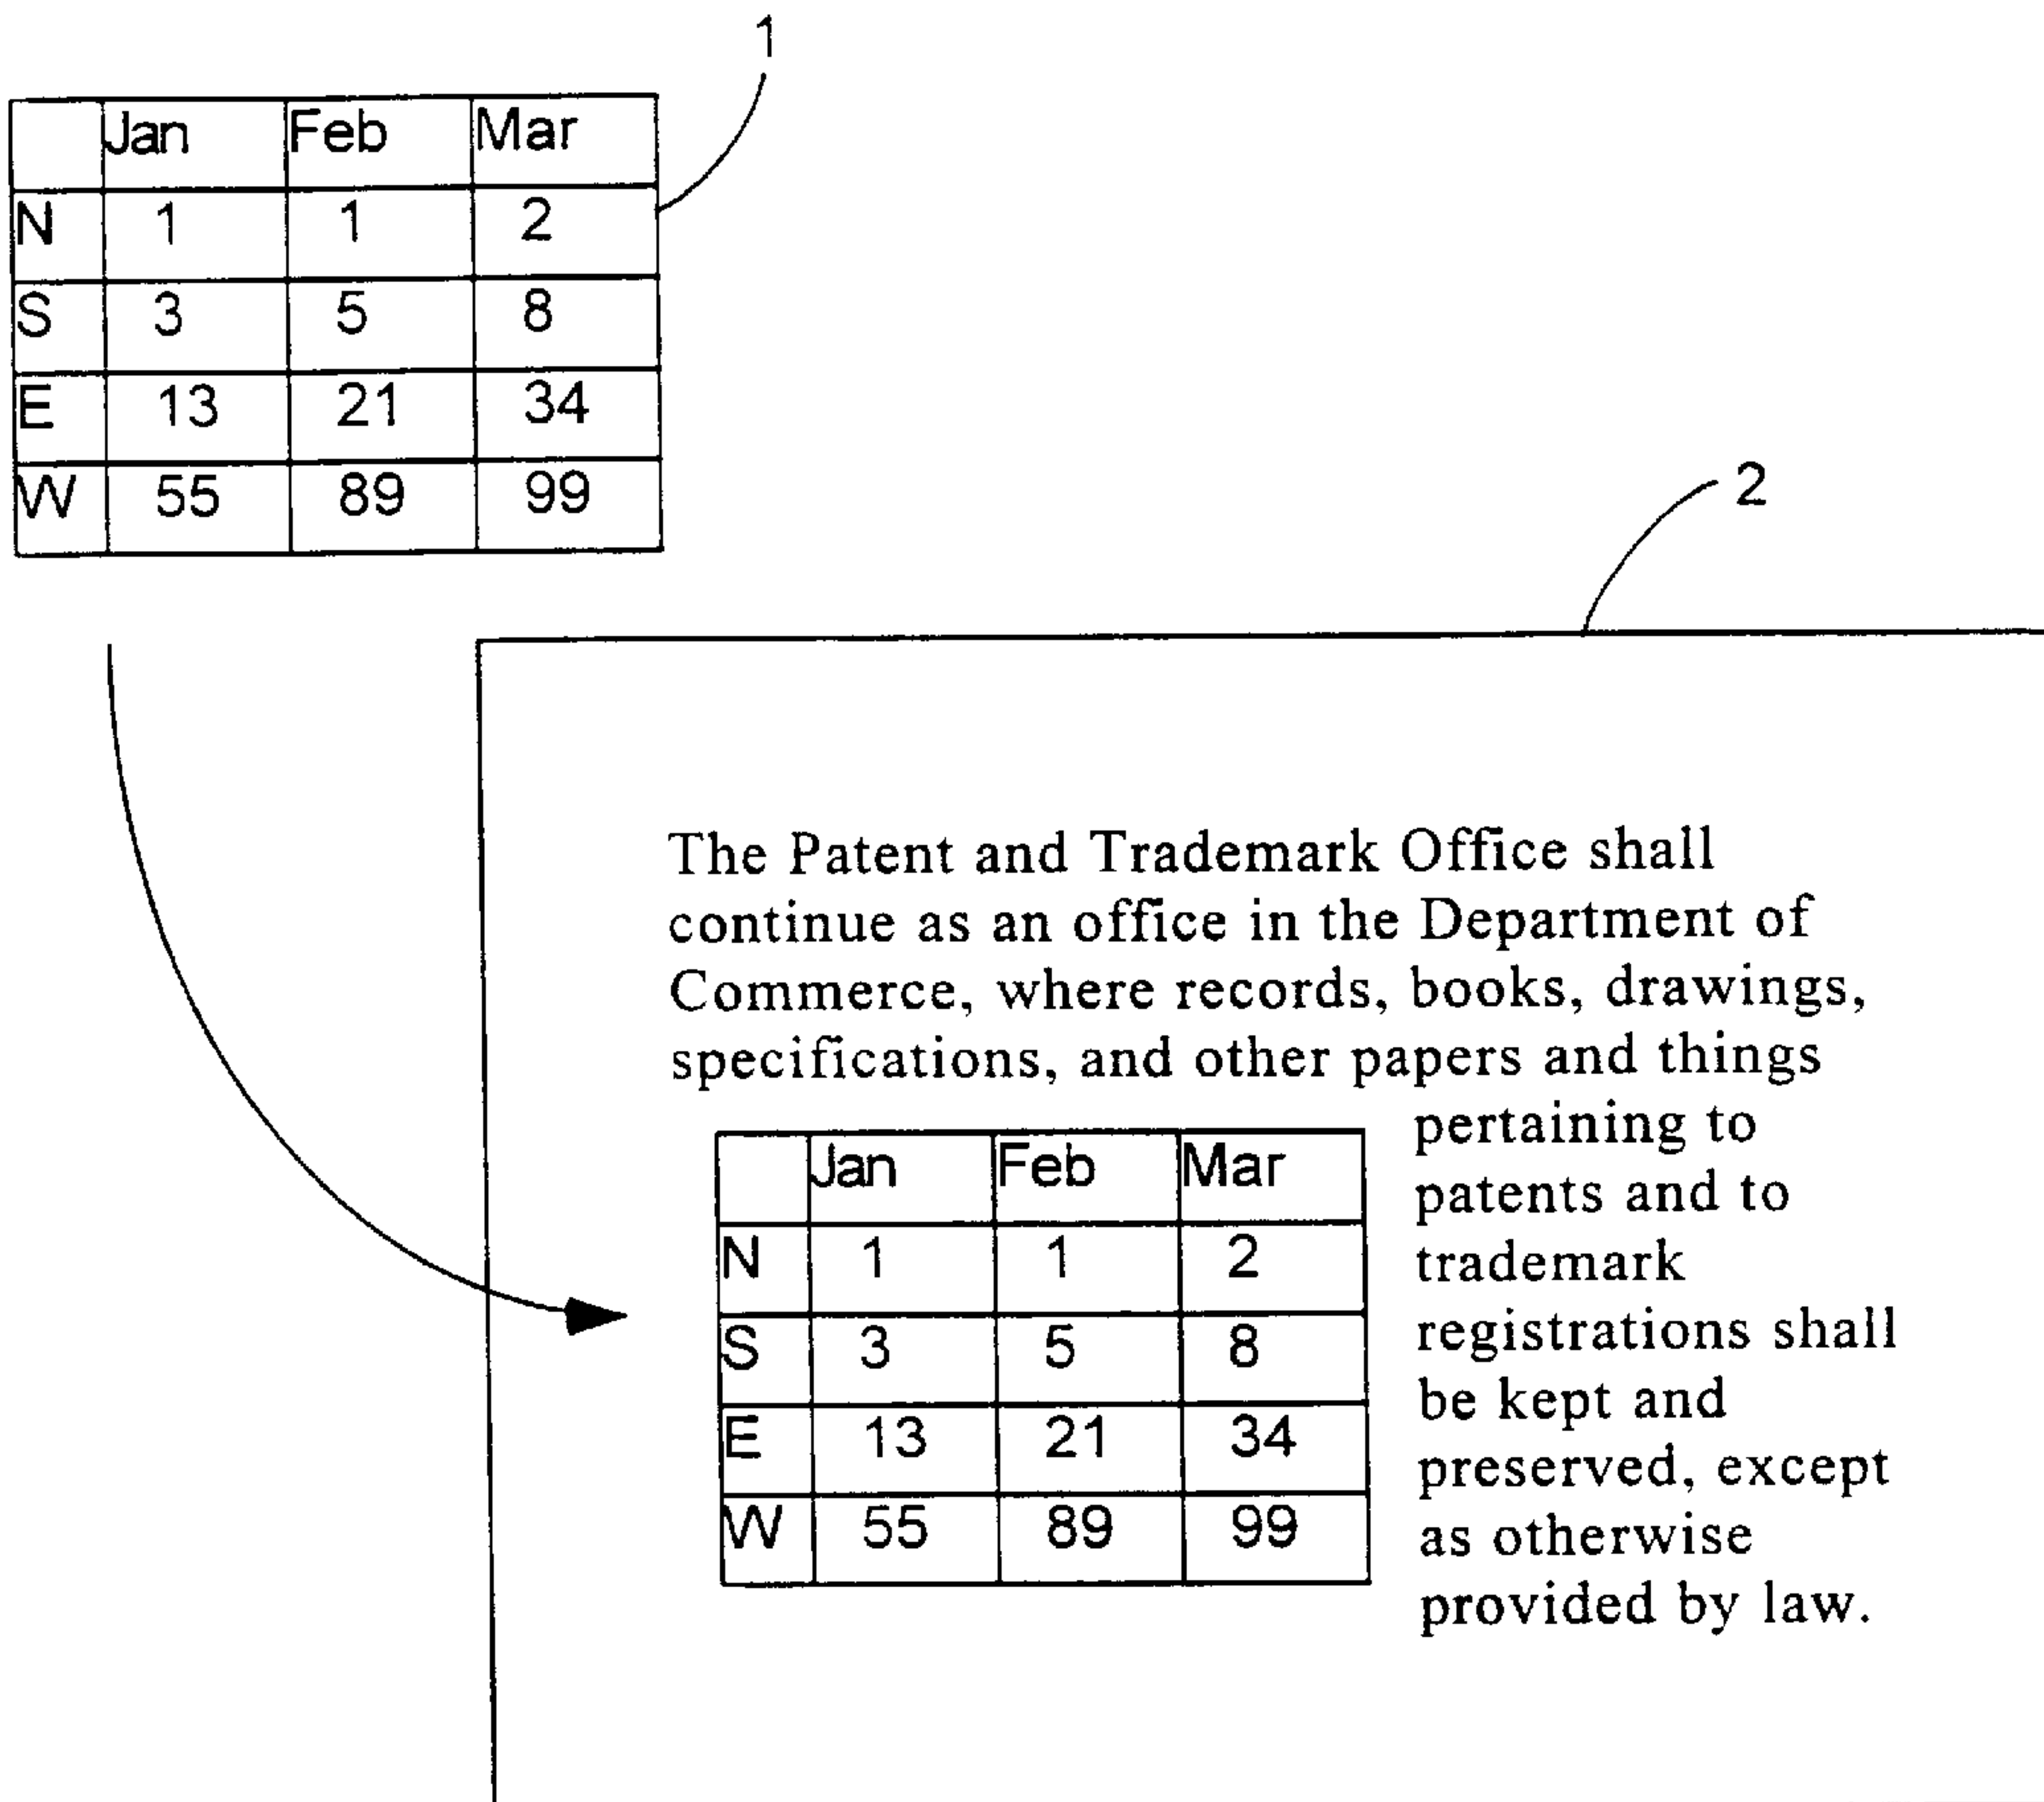 1
Jan Feb Mar
N 1 1 2
S 3 5 8
E 13 21 34
W 55 89 99
2
The Patent and Trademark Office shall
continue as an office in the Department of
Commerce, where records, books, drawings,
specifications, and other papers and things
pertaining to
patents and to
trademark
registrations shall
be kept and
preserved, except
as otherwise
provided by law.
Jan Feb Mar
N 1 1 2
S 3 5 8
E 13 21 34
W 55 89 99